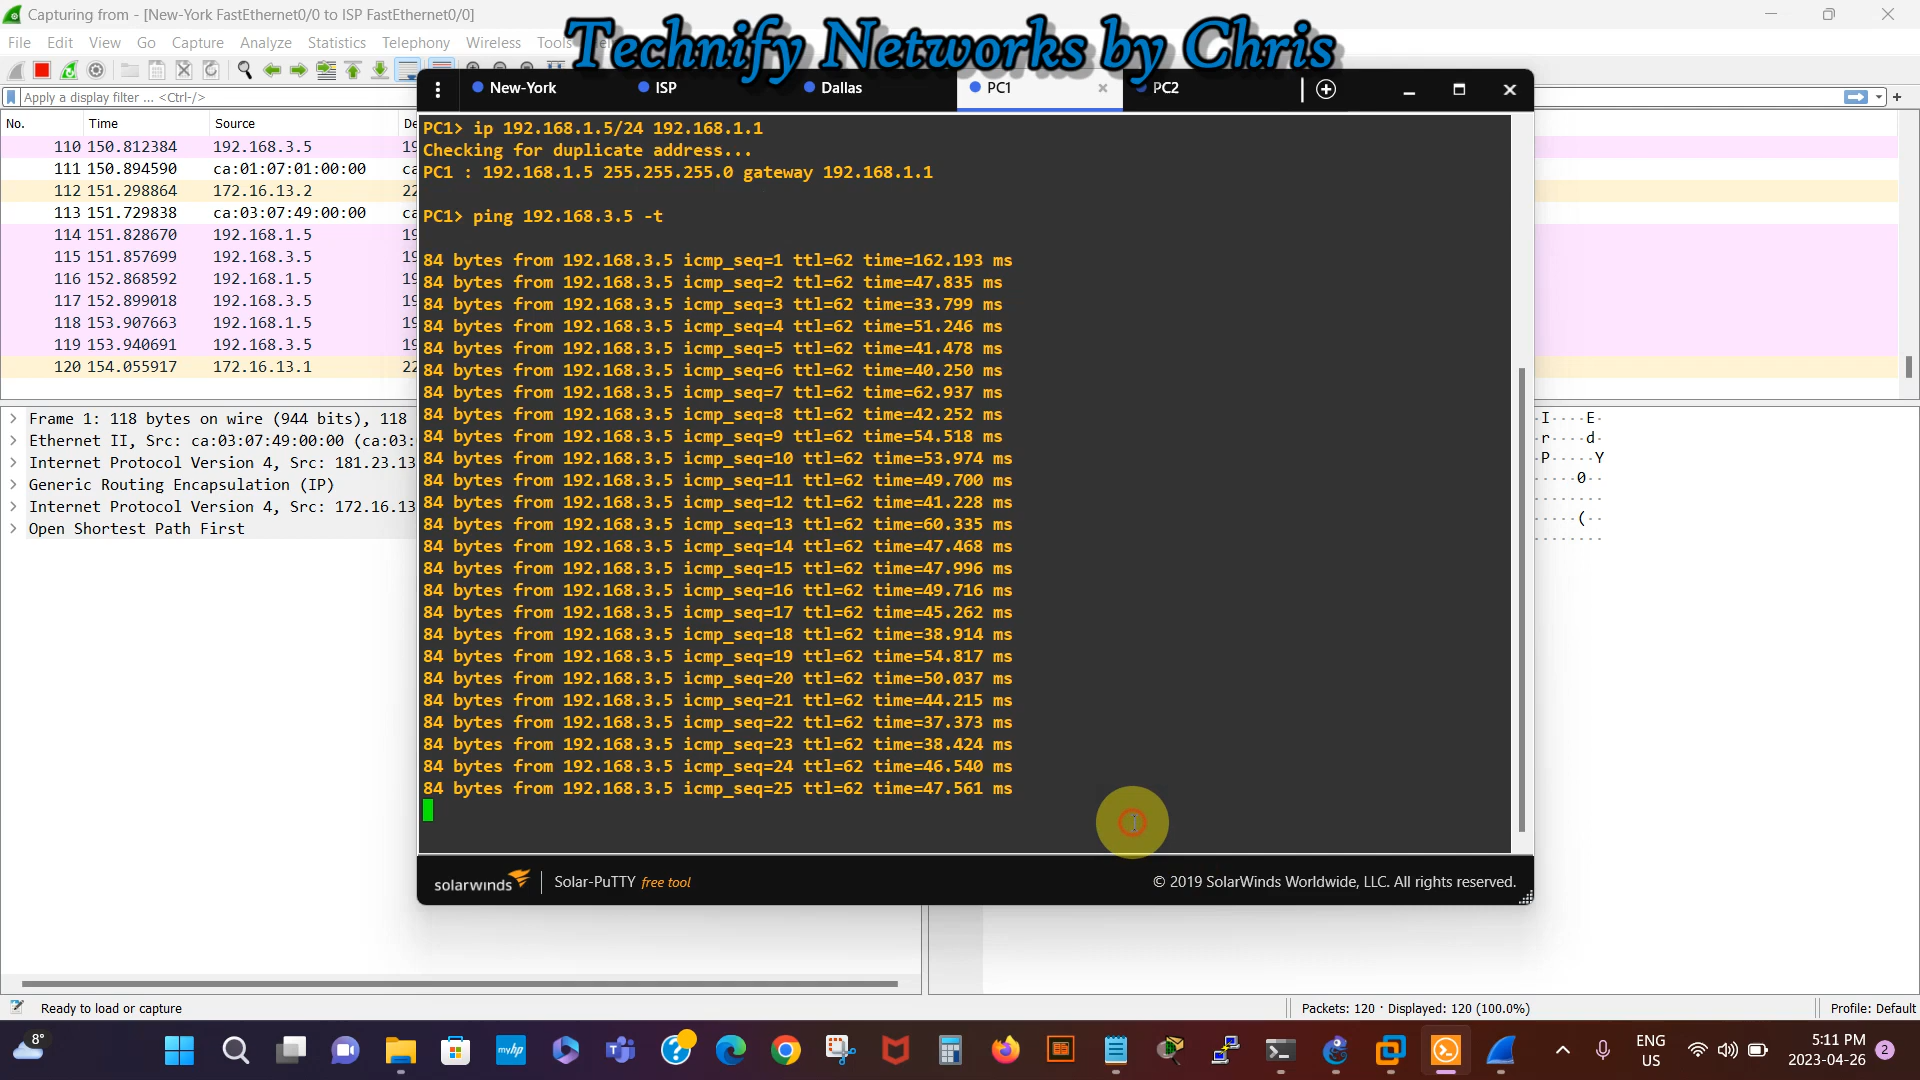 Capturing from - [New-York FastEthernet0/0 to ISP FastEthernet0/0]
Technify Networks by Chris
File Edit View Go Capture Analyze Statistics Telephony Wireless Tools
Apply a display filter ... <Ctrl-/>
New-York ISP Dallas PC1 PC2
No. Time Source
110 150.812384 192.168.3.5
111 150.894590 ca:01:07:01:00:00
112 151.298864 172.16.13.2
113 151.729838 ca:03:07:49:00:00
114 151.828670 192.168.1.5
115 151.857699 192.168.3.5
116 152.868592 192.168.1.5
117 152.899018 192.168.3.5
118 153.907663 192.168.1.5
119 153.940691 192.168.3.5
120 154.055917 172.16.13.1
Frame 1: 118 bytes on wire (944 bits), 118
Ethernet II, Src: ca:03:07:49:00:00 (ca:03:
Internet Protocol Version 4, Src: 181.23.13
Generic Routing Encapsulation (IP)
Internet Protocol Version 4, Src: 172.16.13
Open Shortest Path First
PC1> ip 192.168.1.5/24 192.168.1.1
Checking for duplicate address...
PC1 : 192.168.1.5 255.255.255.0 gateway 192.168.1.1
PC1> ping 192.168.3.5 -t
84 bytes from 192.168.3.5 icmp_seq=1 ttl=62 time=162.193 ms
84 bytes from 192.168.3.5 icmp_seq=2 ttl=62 time=47.835 ms
84 bytes from 192.168.3.5 icmp_seq=3 ttl=62 time=33.799 ms
84 bytes from 192.168.3.5 icmp_seq=4 ttl=62 time=51.246 ms
84 bytes from 192.168.3.5 icmp_seq=5 ttl=62 time=41.478 ms
84 bytes from 192.168.3.5 icmp_seq=6 ttl=62 time=40.250 ms
84 bytes from 192.168.3.5 icmp_seq=7 ttl=62 time=62.937 ms
84 bytes from 192.168.3.5 icmp_seq=8 ttl=62 time=42.252 ms
84 bytes from 192.168.3.5 icmp_seq=9 ttl=62 time=54.518 ms
84 bytes from 192.168.3.5 icmp_seq=10 ttl=62 time=53.974 ms
84 bytes from 192.168.3.5 icmp_seq=11 ttl=62 time=49.700 ms
84 bytes from 192.168.3.5 icmp_seq=12 ttl=62 time=41.228 ms
84 bytes from 192.168.3.5 icmp_seq=13 ttl=62 time=60.335 ms
84 bytes from 192.168.3.5 icmp_seq=14 ttl=62 time=47.468 ms
84 bytes from 192.168.3.5 icmp_seq=15 ttl=62 time=47.996 ms
84 bytes from 192.168.3.5 icmp_seq=16 ttl=62 time=49.716 ms
84 bytes from 192.168.3.5 icmp_seq=17 ttl=62 time=45.262 ms
84 bytes from 192.168.3.5 icmp_seq=18 ttl=62 time=38.914 ms
84 bytes from 192.168.3.5 icmp_seq=19 ttl=62 time=54.817 ms
84 bytes from 192.168.3.5 icmp_seq=20 ttl=62 time=50.037 ms
84 bytes from 192.168.3.5 icmp_seq=21 ttl=62 time=44.215 ms
84 bytes from 192.168.3.5 icmp_seq=22 ttl=62 time=37.373 ms
84 bytes from 192.168.3.5 icmp_seq=23 ttl=62 time=38.424 ms
84 bytes from 192.168.3.5 icmp_seq=24 ttl=62 time=46.540 ms
84 bytes from 192.168.3.5 icmp_seq=25 ttl=62 time=47.561 ms
·I····E·
·r····d·
·P·····Y
·····0··
········
·····(··
········
solarwinds Solar-PuTTY free tool © 2019 SolarWinds Worldwide, LLC. All rights reserved.
Ready to load or capture Packets: 120 · Displayed: 120 (100.0%) Profile: Default
8° myhp ENG US 5:11 PM 2023-04-26 2